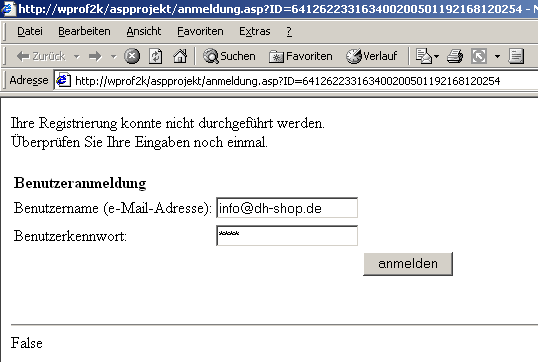 http://wprof2k/aspprojekt/anmeldung.asp?ID=64126223316340020050119216812025​4 - N
Datei Bearbeiten Ansicht Favoriten Extras ?
Zurück Suchen Favoriten Verlauf
Adresse http://wprof2k/aspprojekt/anmeldung.asp?ID=641262233163400200501192168120254
Ihre Registrierung konnte nicht durchgeführt werden.
Überprüfen Sie Ihre Eingaben noch einmal.
Benutzeranmeldung
Benutzername (e-Mail-Adresse): info@dh-shop.de
Benutzerkennwort: ****
anmelden
False